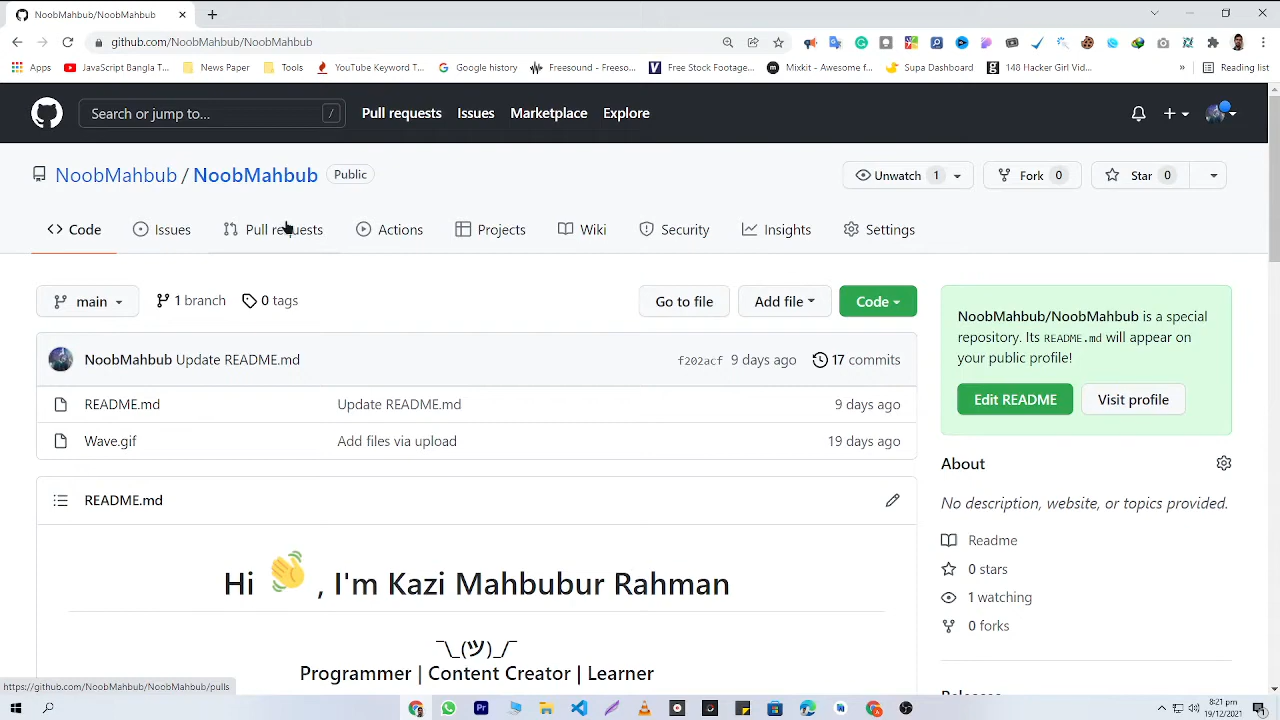 NoobMahbub/NoobMahbub
github.com/NoobMahbub/NoobMahbub
Apps JavaScript Bangla T... News Paper Tools YouTube Keyword T... Google history Freesound - Freeso... Free Stock Footage... Mixkit - Awesome f... Supa Dashboard 148 Hacker Girl Vid... » Reading list
Search or jump to... / Pull requests Issues Marketplace Explore
NoobMahbub / NoobMahbub Public Unwatch 1 Fork 0 Star 0
Code Issues Pull requests Actions Projects Wiki Security Insights Settings
main 1 branch 0 tags Go to file Add file Code
NoobMahbub Update README.md f202acf 9 days ago 17 commits
README.md Update README.md 9 days ago
Wave.gif Add files via upload 19 days ago
README.md
Hi 👋 , I'm Kazi Mahbubur Rahman
¯\_(ツ)_/¯
Programmer | Content Creator | Learner
NoobMahbub/NoobMahbub is a special
repository. Its README.md will appear on
your public profile!
Edit README Visit profile
About
No description, website, or topics provided.
Readme
0 stars
1 watching
0 forks
Releases
https://github.com/NoobMahbub/NoobMahbub/pulls
8:21 pm
19/12/2021